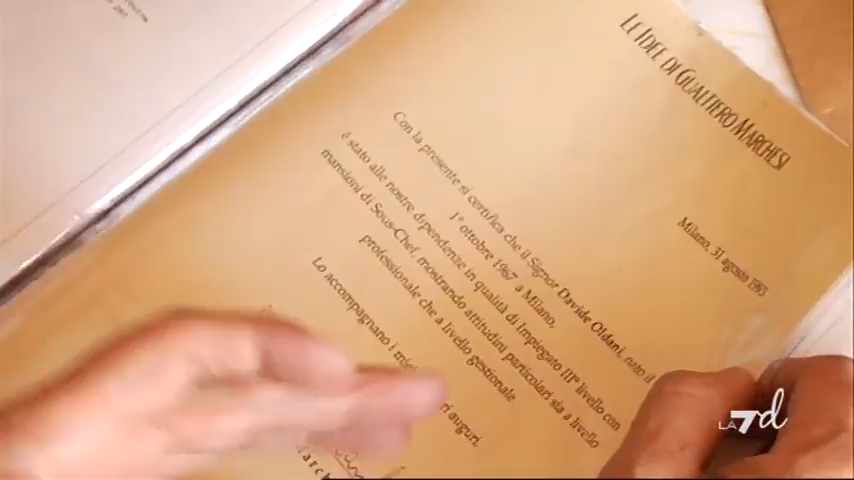 LE IDEE DI GUALTIERO MARCHESI
Milano, 31 agosto 1993
Con la presente si certifica che il Signor Davide Oldani, nato il
1° ottobre 1967 a Milano,
è stato alle nostre dipendenze in qualità di impiegato III° livello con
mansioni di Sous-Chef, mostrando attitudini particolari sia a livello
professionale che a livello gestionale.
Lo accompagnano i
auguri.
LA7d